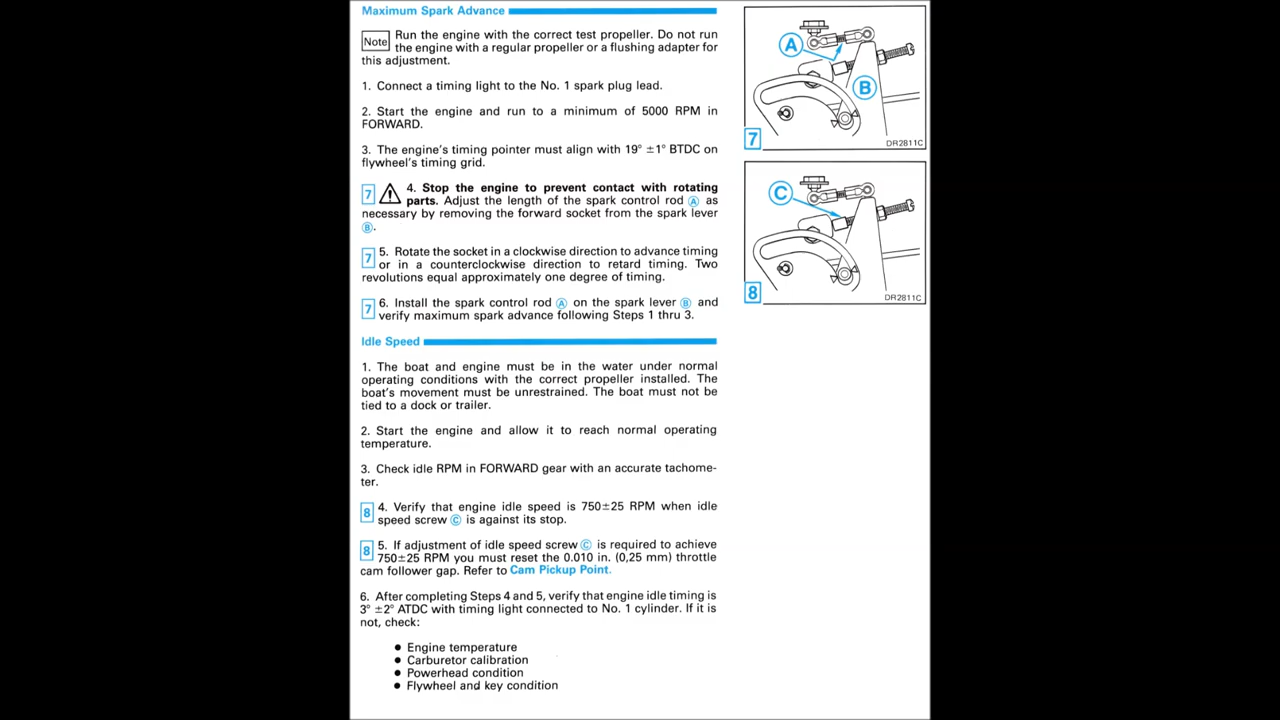 Maximum Spark Advance
Note Run the engine with the correct test propeller. Do not run
the engine with a regular propeller or a flushing adapter for
this adjustment.
1. Connect a timing light to the No. 1 spark plug lead.
2. Start the engine and run to a minimum of 5000 RPM in
FORWARD.
3. The engine's timing pointer must align with 19° ±1° BTDC on
flywheel's timing grid.
7 4. Stop the engine to prevent contact with rotating
parts. Adjust the length of the spark control rod Ⓐ as
necessary by removing the forward socket from the spark lever
Ⓑ.
7 5. Rotate the socket in a clockwise direction to advance timing
or in a counterclockwise direction to retard timing. Two
revolutions equal approximately one degree of timing.
7 6. Install the spark control rod Ⓐ on the spark lever Ⓑ and
verify maximum spark advance following Steps 1 thru 3.
Idle Speed
1. The boat and engine must be in the water under normal
operating conditions with the correct propeller installed. The
boat's movement must be unrestrained. The boat must not be
tied to a dock or trailer.
2. Start the engine and allow it to reach normal operating
temperature.
3. Check idle RPM in FORWARD gear with an accurate tachome-
ter.
8 4. Verify that engine idle speed is 750±25 RPM when idle
speed screw Ⓒ is against its stop.
8 5. If adjustment of idle speed screw Ⓒ is required to achieve
750±25 RPM you must reset the 0.010 in. (0,25 mm) throttle
cam follower gap. Refer to Cam Pickup Point.
6. After completing Steps 4 and 5, verify that engine idle timing is
3° ±2° ATDC with timing light connected to No. 1 cylinder. If it is
not, check:
● Engine temperature
● Carburetor calibration
● Powerhead condition
● Flywheel and key condition
A
B
7
DR2811C
C
8
DR2811C